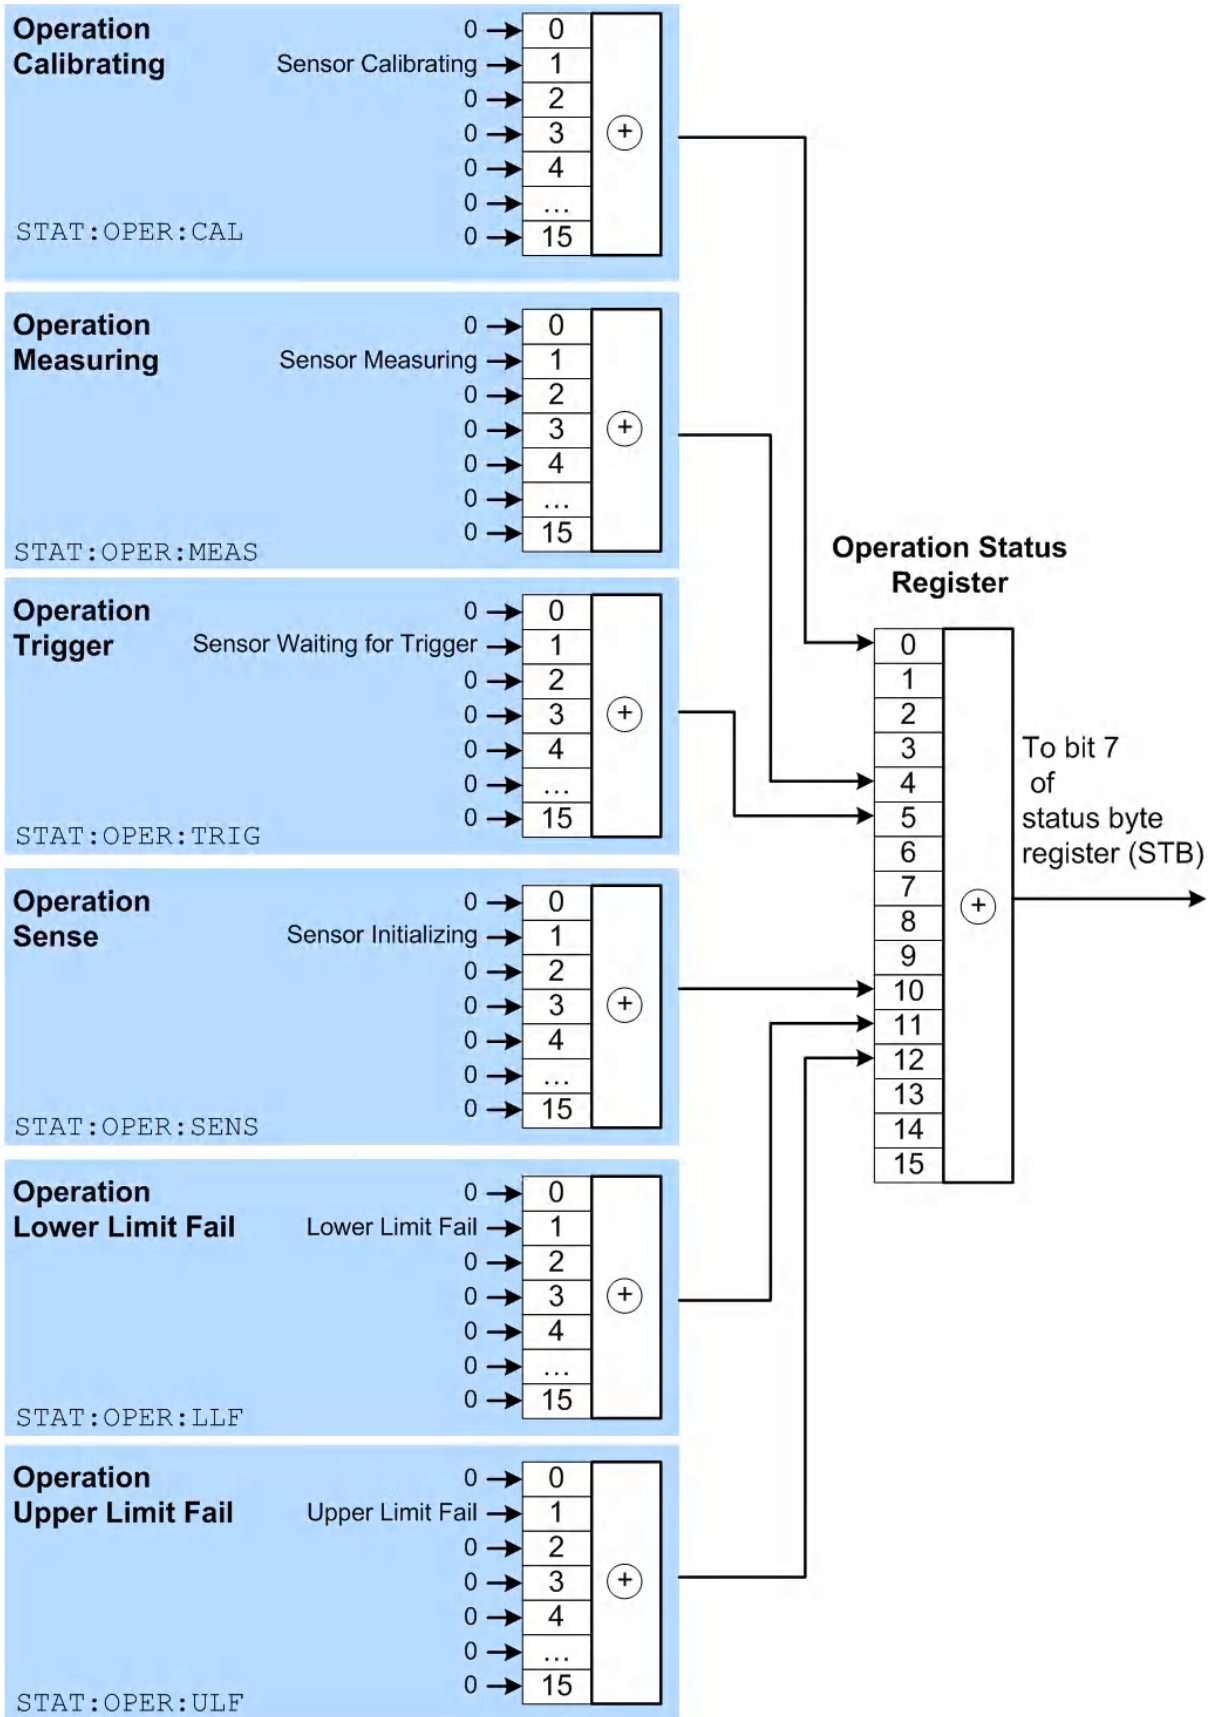 Operation
Calibrating
0 0
Sensor Calibrating 1
0 2
0 3 +
0 4
0 ...
0 15
STAT:OPER:CAL
Operation
Measuring
0 0
Sensor Measuring 1
0 2
0 3 +
0 4
0 ...
0 15
STAT:OPER:MEAS
Operation
Trigger
0 0
Sensor Waiting for Trigger 1
0 2
0 3 +
0 4
0 ...
0 15
STAT:OPER:TRIG
Operation
Sense
0 0
Sensor Initializing 1
0 2
0 3 +
0 4
0 ...
0 15
STAT:OPER:SENS
Operation
Lower Limit Fail
0 0
Lower Limit Fail 1
0 2
0 3 +
0 4
0 ...
0 15
STAT:OPER:LLF
Operation
Upper Limit Fail
0 0
Upper Limit Fail 1
0 2
0 3 +
0 4
0 ...
0 15
STAT:OPER:ULF
Operation Status
Register
0
1
2
3
4
5
6
7
8
9
10
11
12
13
14
15
+
To bit 7
of
status byte
register (STB)